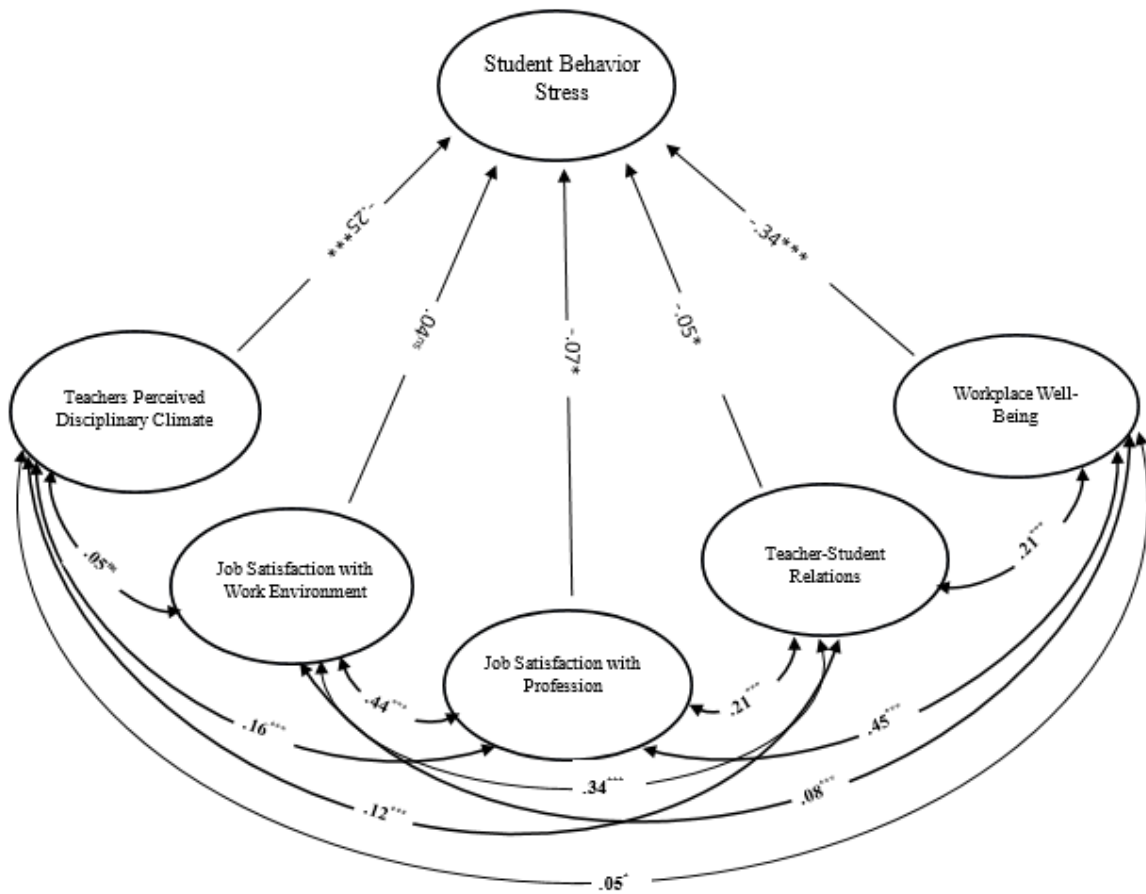 Student Behavior
Stress
-.25***
.04ns
-.07*
-.05*
-.34***
Teachers Perceived
Disciplinary Climate
Workplace Well-
Being
Job Satisfaction with
Work Environment
Teacher-Student
Relations
Job Satisfaction with
Profession
.05ns
.21***
.44***
.21***
.16***
.45***
.34***
.12***
.08***
.05*